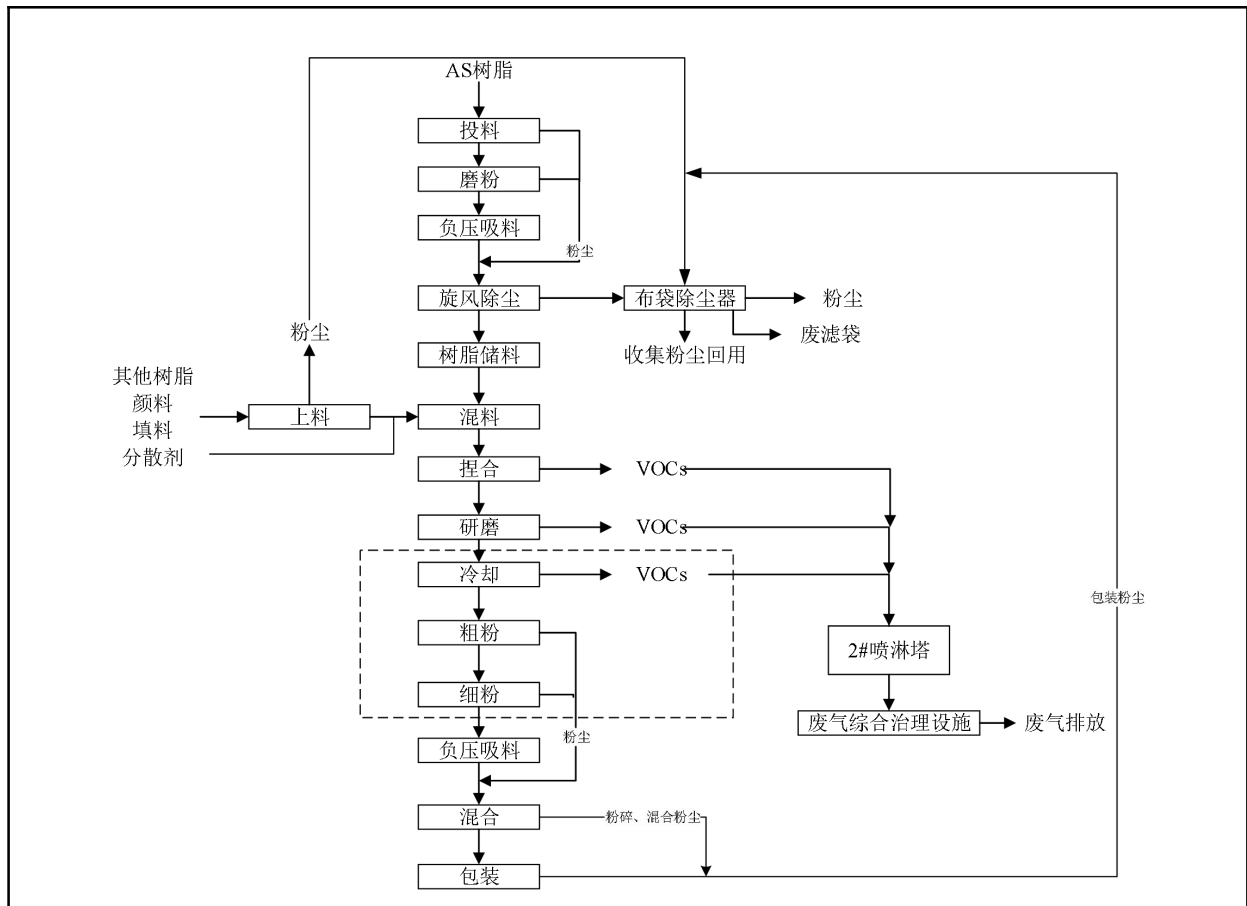 AS树脂
投料
磨粉
负压吸料
粉尘
旋风除尘
布袋除尘器
粉尘
粉尘
废滤袋
树脂储料
收集粉尘回用
其他树脂
颜料
填料
分散剂
上料
混料
捏合
VOCs
研磨
VOCs
冷却
VOCs
包装粉尘
粗粉
2#喷淋塔
细粉
废气综合治理设施
废气排放
粉尘
负压吸料
混合
粉碎、混合粉尘
包装